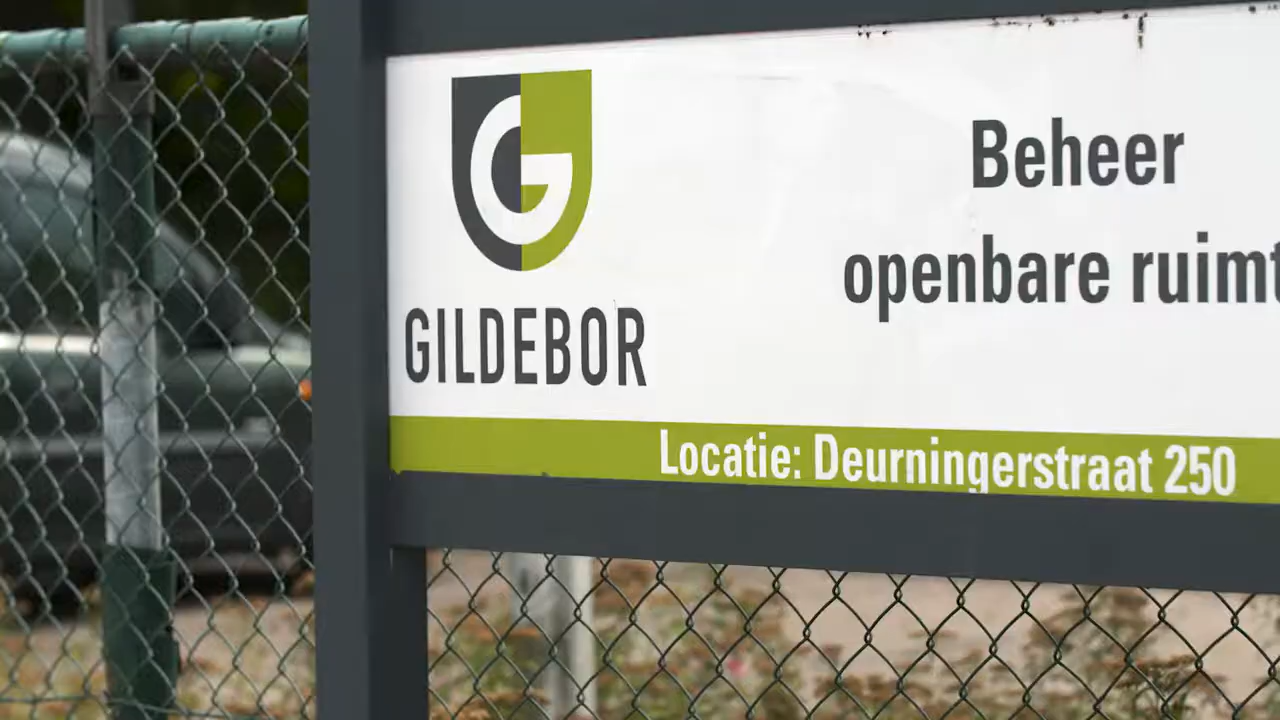 G
GILDEBOR
Beheer
openbare ruimt
Locatie: Deurningerstraat 250